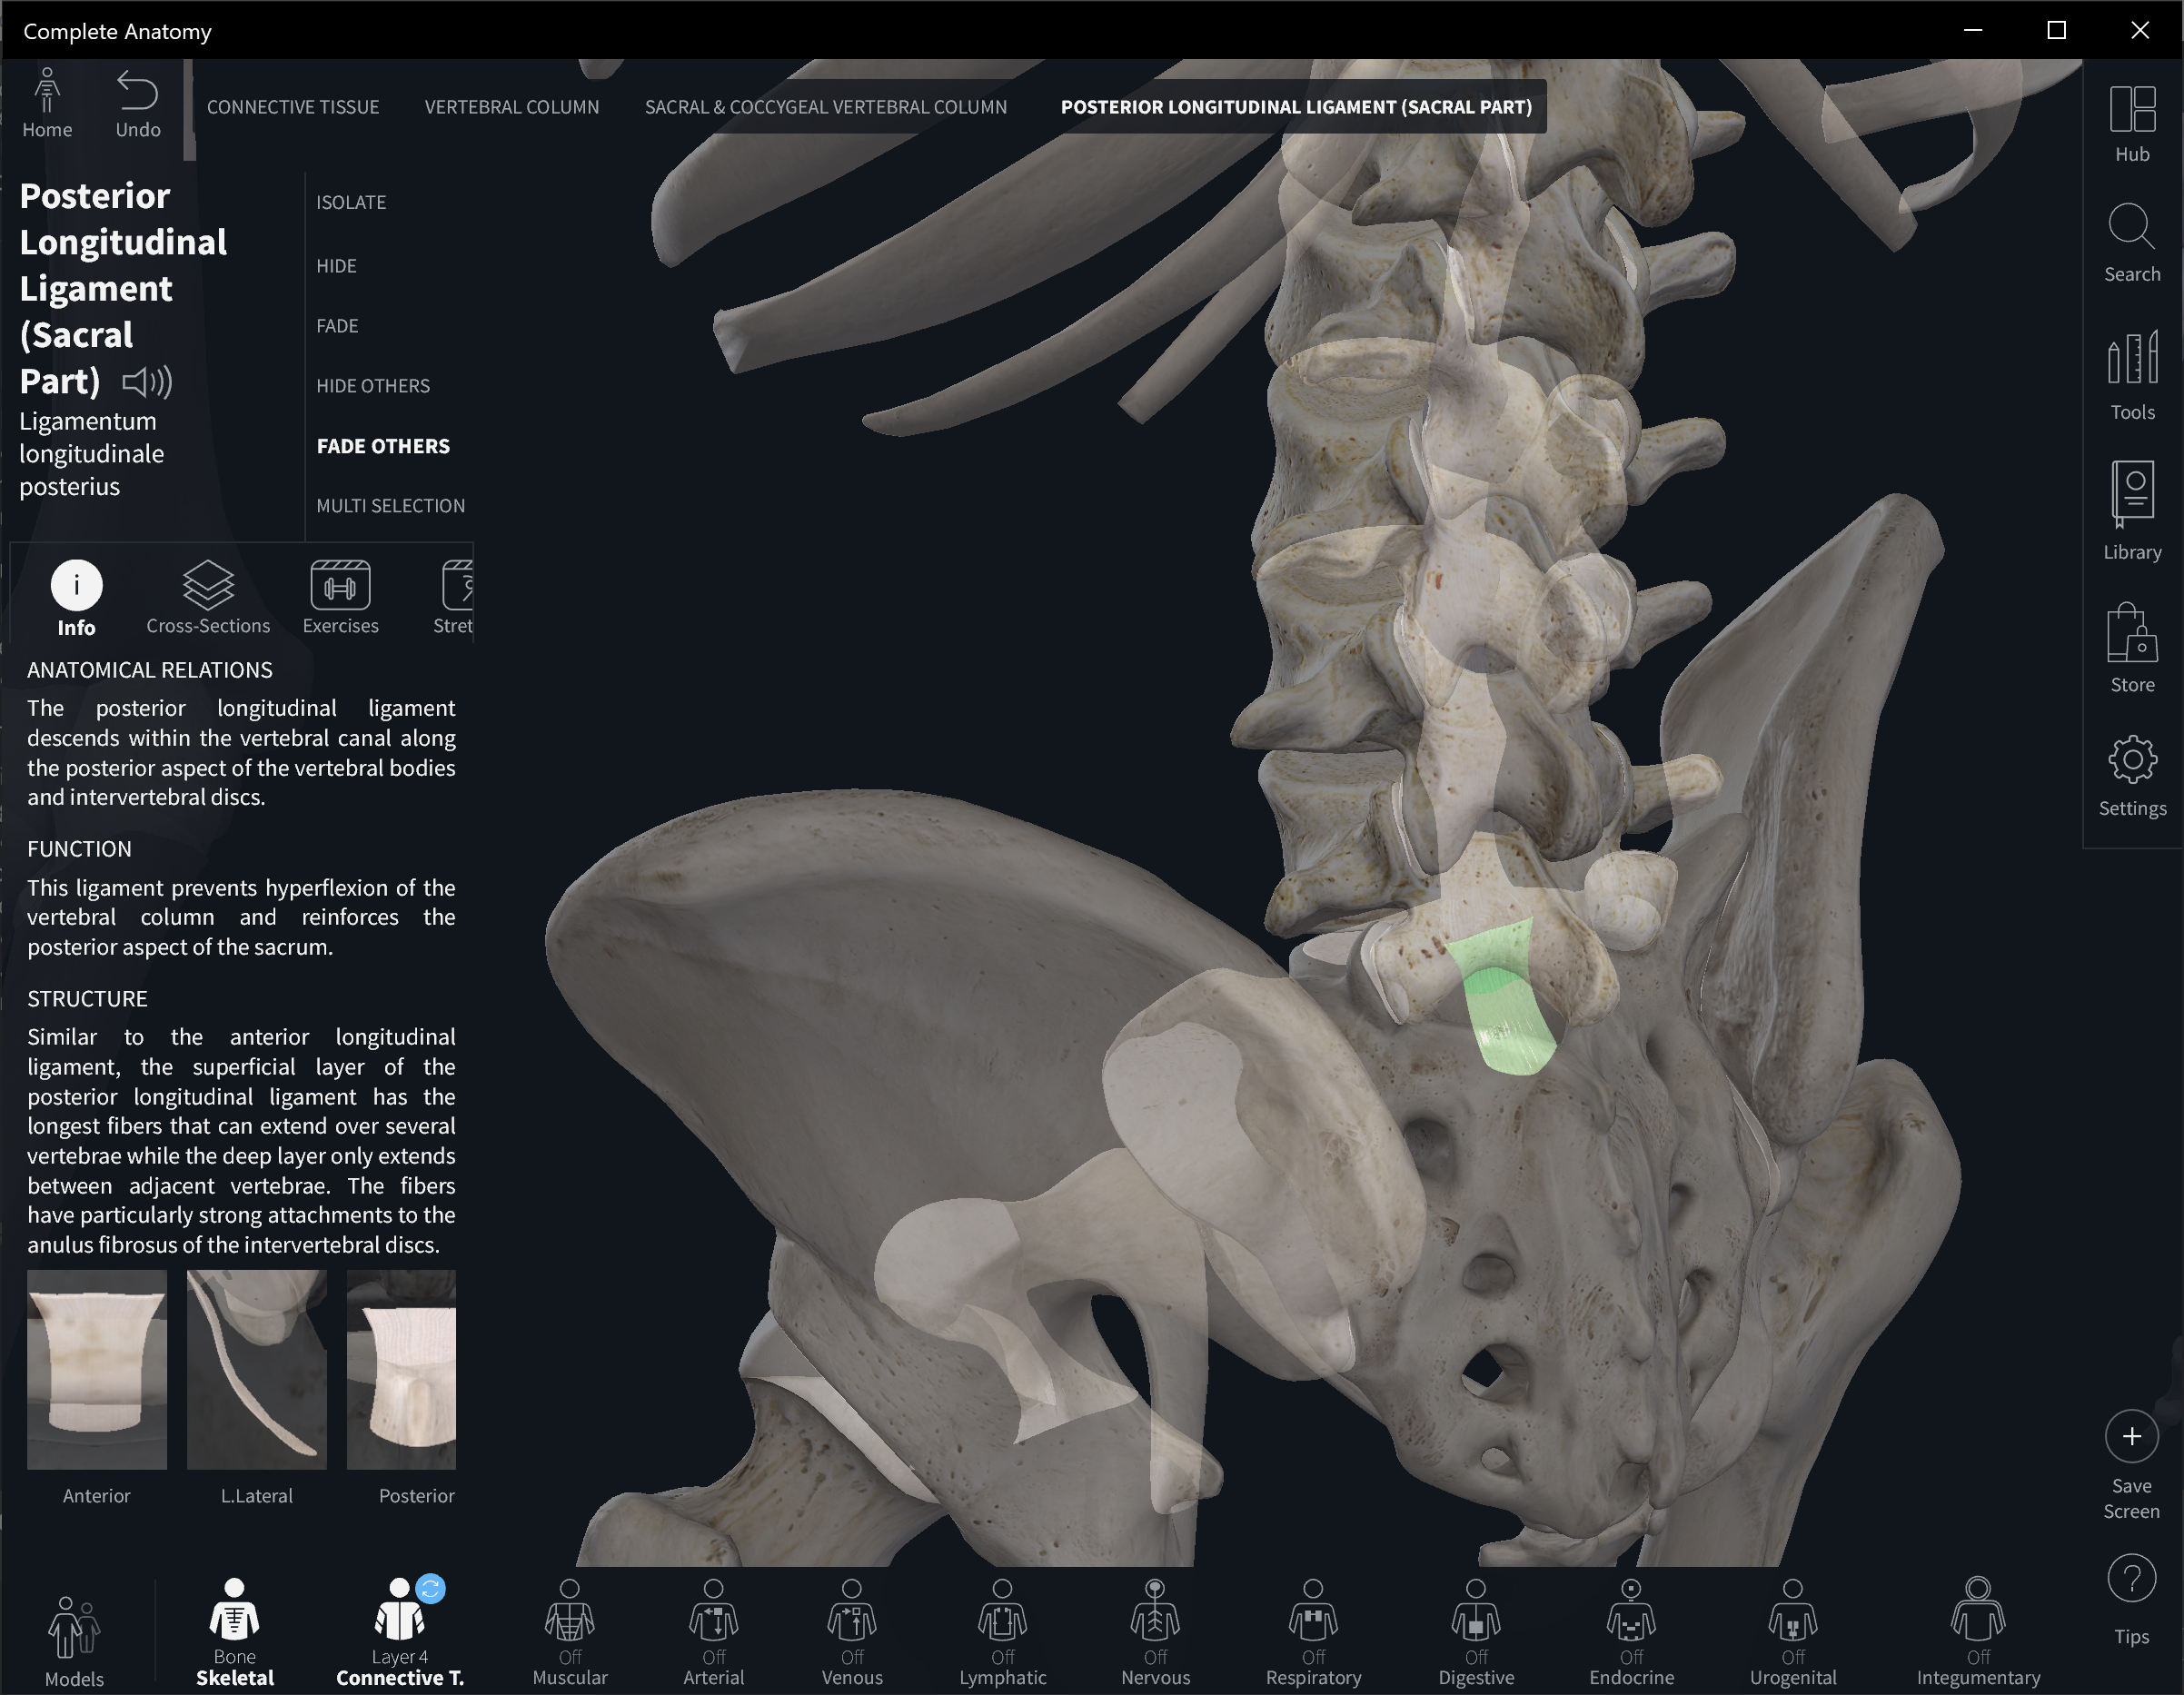 Complete Anatomy
Home
Undo
CONNECTIVE TISSUE
VERTEBRAL COLUMN
SACRAL & COCCYGEAL VERTEBRAL COLUMN
POSTERIOR LONGITUDINAL LIGAMENT (SACRAL PART)
Posterior
Longitudinal
Ligament
(Sacral
Part)
Ligamentum
longitudinale
posterius
ISOLATE
HIDE
FADE
HIDE OTHERS
FADE OTHERS
MULTI SELECTION
i
Info
Cross-Sections
Exercises
Stret
ANATOMICAL RELATIONS
The posterior longitudinal ligament
descends within the vertebral canal along
the posterior aspect of the vertebral bodies
and intervertebral discs.
FUNCTION
This ligament prevents hyperflexion of the
vertebral column and reinforces the
posterior aspect of the sacrum.
STRUCTURE
Similar to the anterior longitudinal
ligament, the superficial layer of the
posterior longitudinal ligament has the
longest fibers that can extend over several
vertebrae while the deep layer only extends
between adjacent vertebrae. The fibers
have particularly strong attachments to the
anulus fibrosus of the intervertebral discs.
Anterior
L.Lateral
Posterior
Hub
Search
Tools
Library
Store
Settings
+
Save
Screen
?
Tips
Models
Bone
Skeletal
Layer 4
Connective T.
Off
Muscular
Off
Arterial
Off
Venous
Off
Lymphatic
Off
Nervous
Off
Respiratory
Off
Digestive
Off
Endocrine
Off
Urogenital
Off
Integumentary